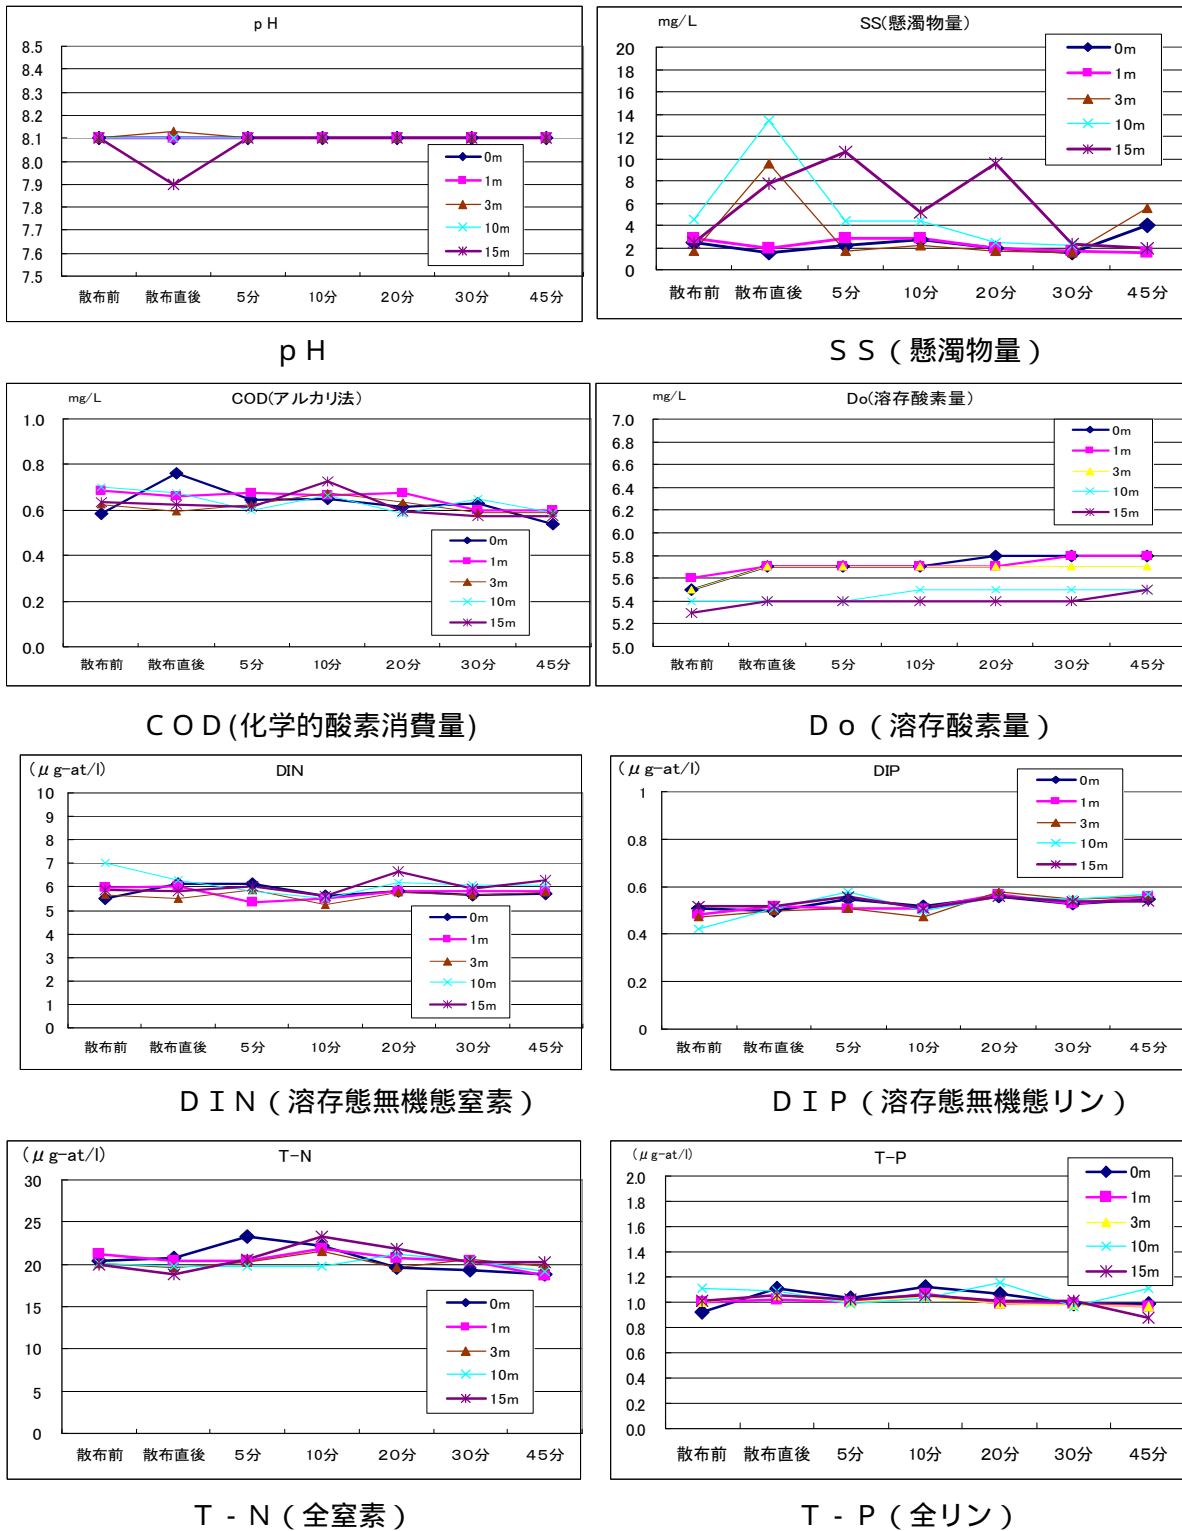 pH
8.5
8.4
8.3
8.2
8.1
8.0
7.9
7.8
7.7
7.6
7.5
0m
1m
3m
10m
15m
散布前 散布直後 5分 10分 20分 30分 45分
pH
mg/L SS(懸濁物量)
20
18
16
14
12
10
8
6
4
2
0
0m
1m
3m
10m
15m
散布前 散布直後 5分 10分 20分 30分 45分
SS(懸濁物量)
mg/L COD(アルカリ法)
1.0
0.8
0.6
0.4
0.2
0.0
0m
1m
3m
10m
15m
散布前 散布直後 5分 10分 20分 30分 45分
COD(化学的酸素消費量)
mg/L Do(溶存酸素量)
7.0
6.8
6.6
6.4
6.2
6.0
5.8
5.6
5.4
5.2
5.0
0m
1m
3m
10m
15m
散布前 散布直後 5分 10分 20分 30分 45分
Do(溶存酸素量)
(μg-at/l) DIN
10
9
8
7
6
5
4
3
2
1
0
0m
1m
3m
10m
15m
散布前 散布直後 5分 10分 20分 30分 45分
DIN(溶存態無機態窒素)
(μg-at/l) DIP
1
0.8
0.6
0.4
0.2
0
0m
1m
3m
10m
15m
散布前 散布直後 5分 10分 20分 30分 45分
DIP(溶存態無機態リン)
(μg-at/l) T-N
30
25
20
15
10
5
0
0m
1m
3m
10m
15m
散布前 散布直後 5分 10分 20分 30分 45分
T-N(全窒素)
(μg-at/l) T-P
2.0
1.8
1.6
1.4
1.2
1.0
0.8
0.6
0.4
0.2
0.0
0m
1m
3m
10m
15m
散布前 散布直後 5分 10分 20分 30分 45分
T-P(全リン)